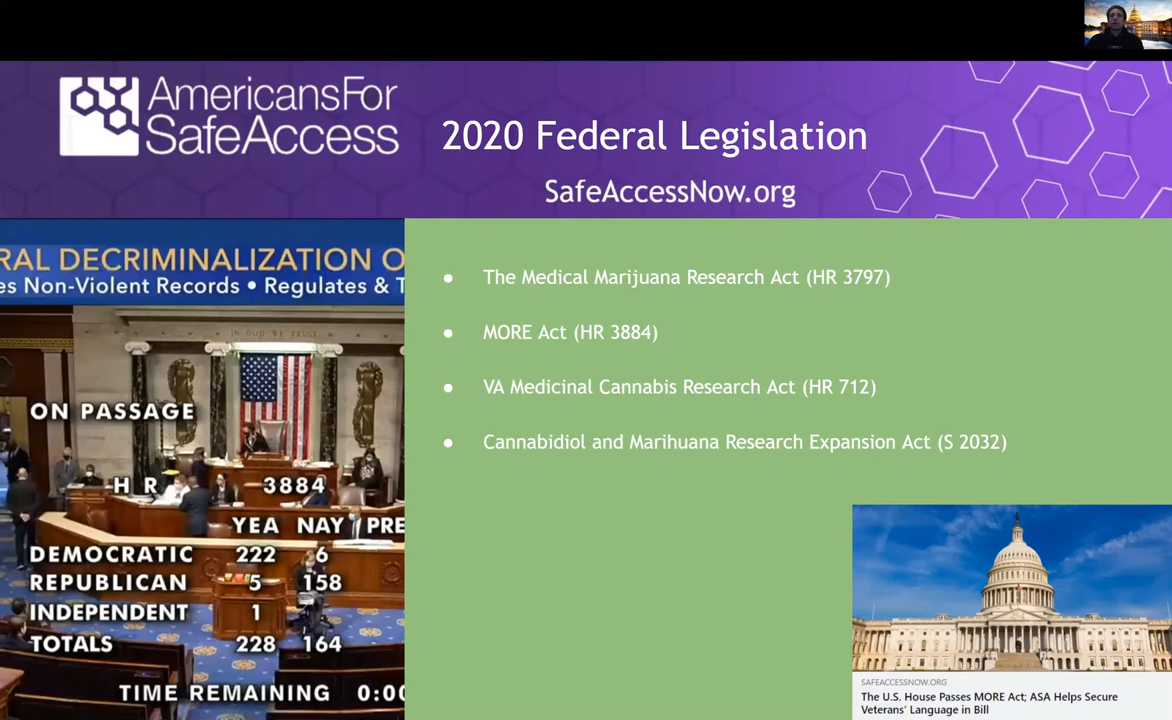 AmericansFor
SafeAccess
2020 Federal Legislation
SafeAccessNow.org
RAL DECRIMINALIZATION O
es Non-Violent Records • Regulates & T
IN GOD WE TRUST
ON PASSAGE
H R 3884
YEA NAY PRE
DEMOCRATIC 222 6
REPUBLICAN 5 158
INDEPENDENT 1
TOTALS 228 164
TIME REMAINING 0:00
● The Medical Marijuana Research Act (HR 3797)
● MORE Act (HR 3884)
● VA Medicinal Cannabis Research Act (HR 712)
● Cannabidiol and Marihuana Research Expansion Act (S 2032)
SAFEACCESSNOW.ORG
The U.S. House Passes MORE Act; ASA Helps Secure
Veterans' Language in Bill